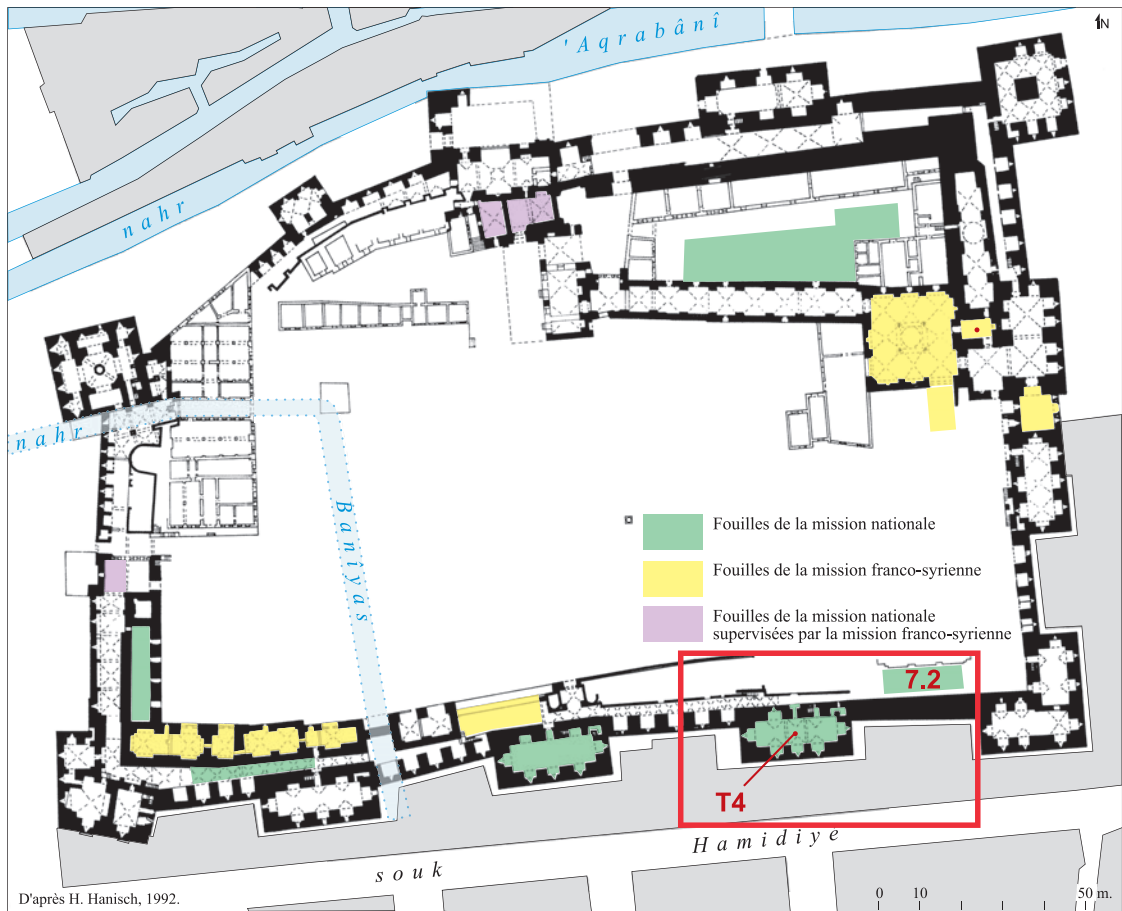 N
'Aqrabânî
nahr
nahr
Banîyas
Fouilles de la mission nationale
Fouilles de la mission franco-syrienne
Fouilles de la mission nationale
supervisées par la mission franco-syrienne
7.2
T4
Hamidiye
souk
D'après H. Hanisch, 1992.
0 10 50 m.